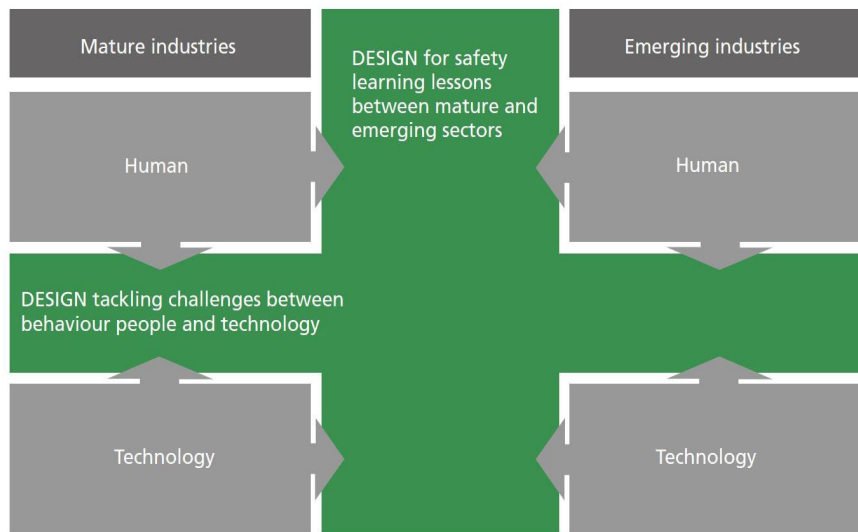 Mature industries
DESIGN for safety
learning lessons
between mature and
emerging sectors
Emerging industries
Human
Human
DESIGN tackling challenges between
behaviour people and technology
Technology
Technology